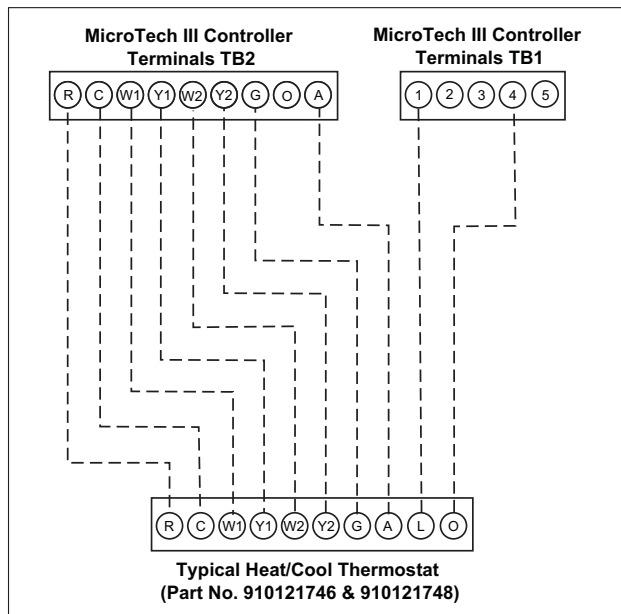 MicroTech III Controller
Terminals TB2
R C W1 Y1 W2 Y2 G O A
MicroTech III Controller
Terminals TB1
1 2 3 4 5
R C W1 Y1 W2 Y2 G A L O
Typical Heat/Cool Thermostat
(Part No. 910121746 & 910121748)